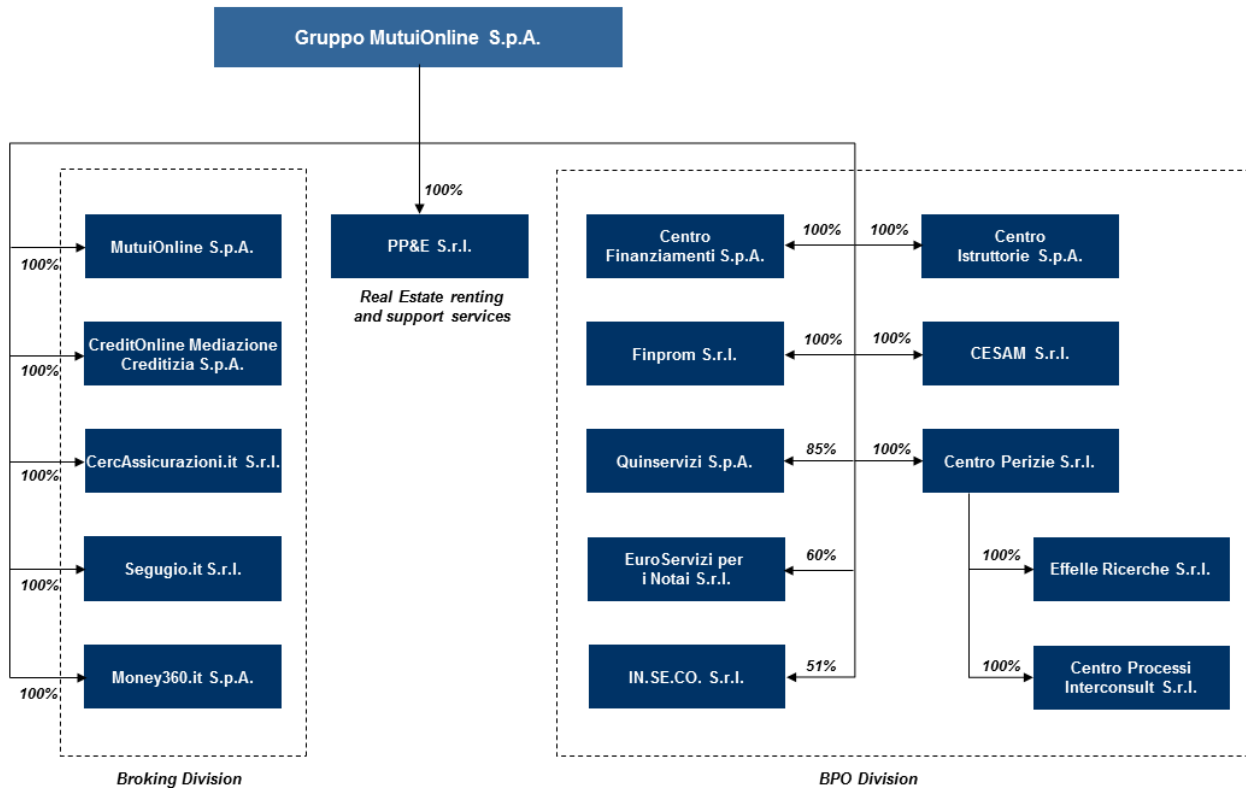 Gruppo MutuiOnline S.p.A.
100%
MutuiOnline S.p.A.
100%
PP&E S.r.l.
Real Estate renting
and support services
Centro
Finanziamenti S.p.A.
100%
100%
Centro
Istruttorie S.p.A.
CreditOnline Mediazione
Creditizia S.p.A.
100%
Finprom S.r.l.
100%
100%
CESAM S.r.l.
CercAssicurazioni.it S.r.l.
100%
Quinservizi S.p.A.
85%
100%
Centro Perizie S.r.l.
Segugio.it S.r.l.
100%
EuroServizi per
i Notai S.r.l.
60%
100%
Effelle Ricerche S.r.l.
Money360.it S.p.A.
100%
IN.SE.CO. S.r.l.
51%
100%
Centro Processi
Interconsult S.r.l.
Broking Division
BPO Division